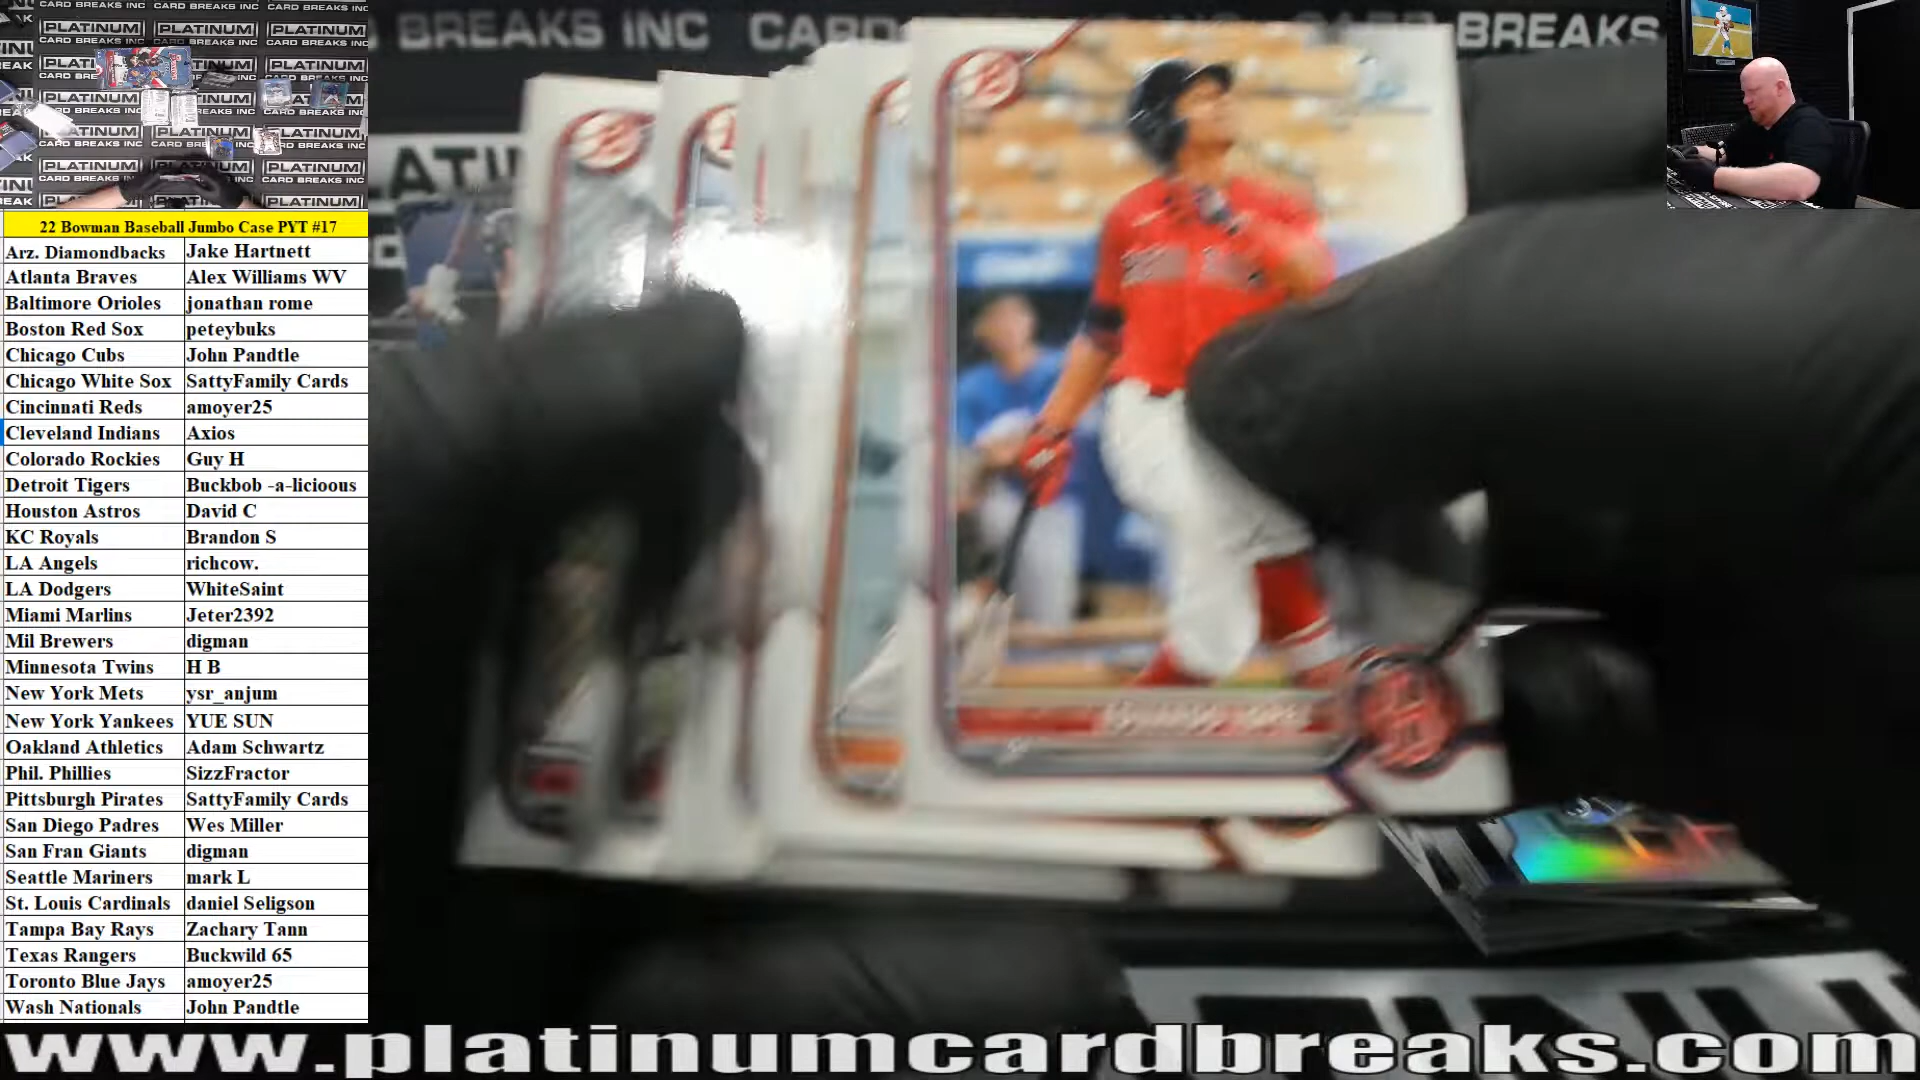 BREAKS INC CARD BREAKS
22 Bowman Baseball Jumbo Case PYT #17
Arz. Diamondbacks Jake Hartnett
Atlanta Braves Alex Williams WV
Baltimore Orioles jonathan rome
Boston Red Sox peteybuks
Chicago Cubs John Pandtle
Chicago White Sox SattyFamily Cards
Cincinnati Reds amoyer25
Cleveland Indians Axios
Colorado Rockies Guy H
Detroit Tigers Buckbob -a-licioous
Houston Astros David C
KC Royals Brandon S
LA Angels richcow.
LA Dodgers WhiteSaint
Miami Marlins Jeter2392
Mil Brewers digman
Minnesota Twins H B
New York Mets ysr_anjum
New York Yankees YUE SUN
Oakland Athletics Adam Schwartz
Phil. Phillies SizzFractor
Pittsburgh Pirates SattyFamily Cards
San Diego Padres Wes Miller
San Fran Giants digman
Seattle Mariners mark L
St. Louis Cardinals daniel Seligson
Tampa Bay Rays Zachary Tann
Texas Rangers Buckwild 65
Toronto Blue Jays amoyer25
Wash Nationals John Pandtle
www.platinumcardbreaks.com